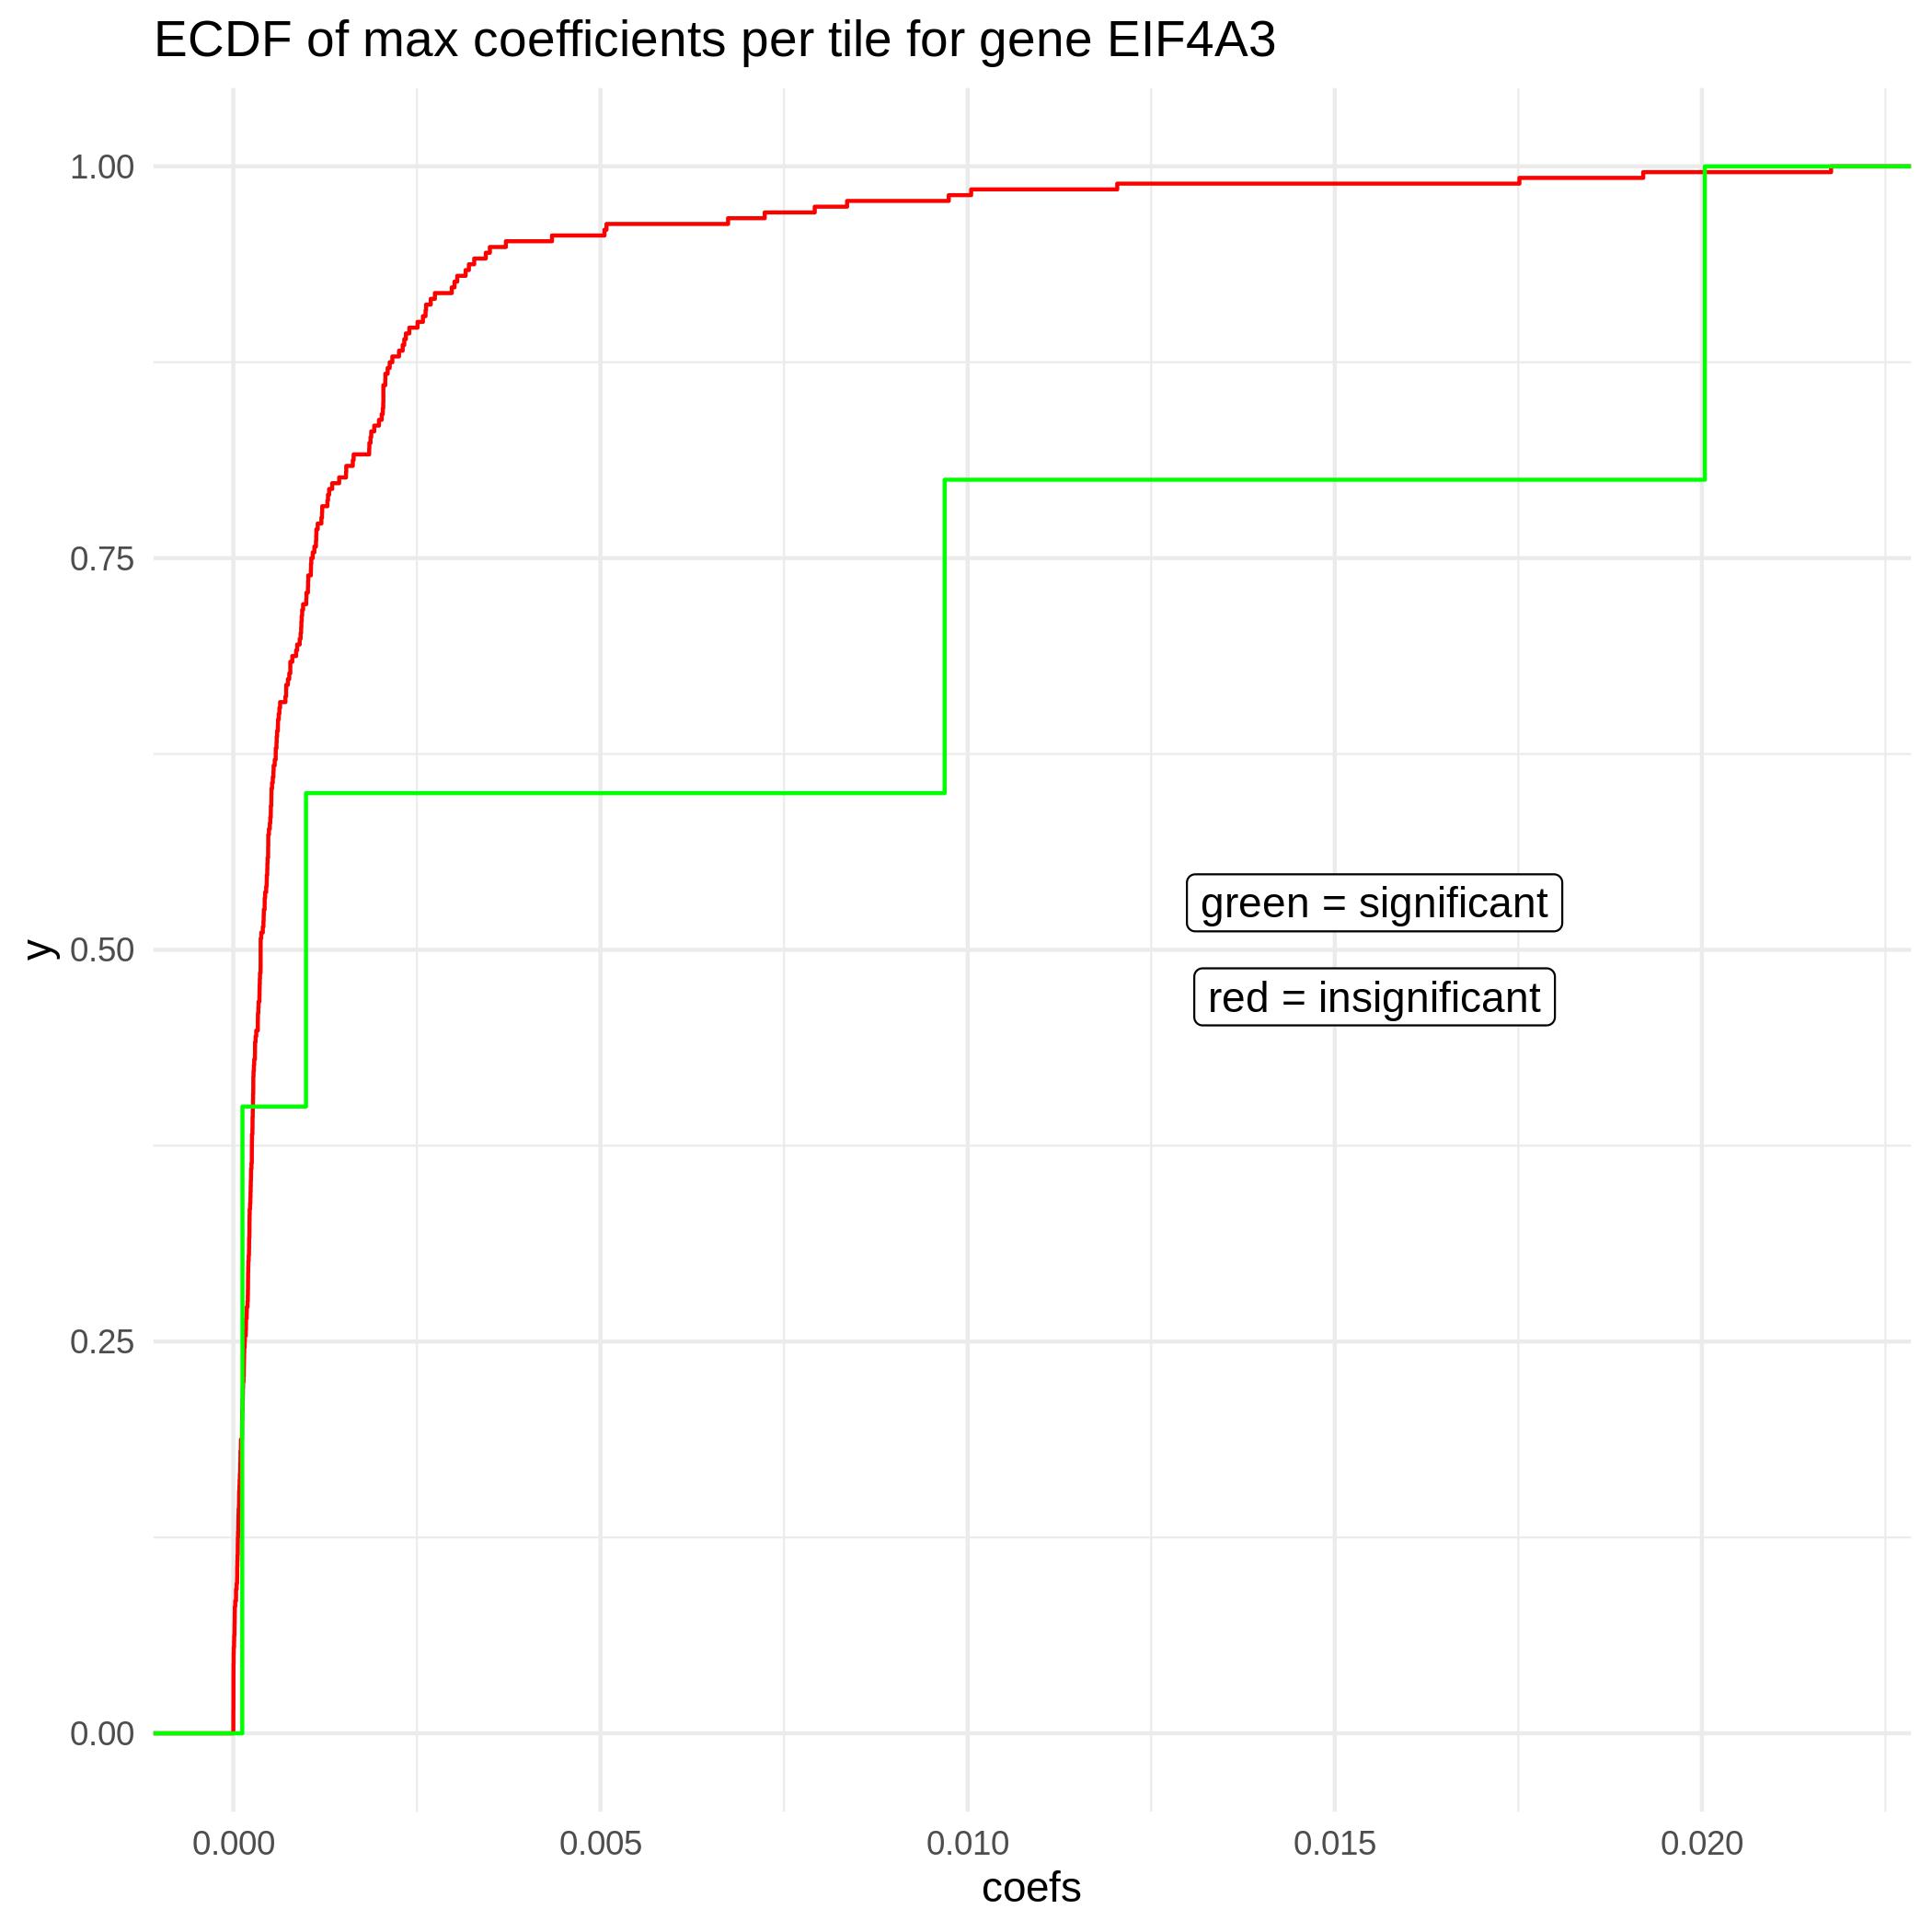 ECDF of max coefficients per tile for gene EIF4A3
1.00
0.75
0.50
0.25
0.00
y
green = significant
red = insignificant
0.000 0.005 0.010 0.015 0.020
coefs